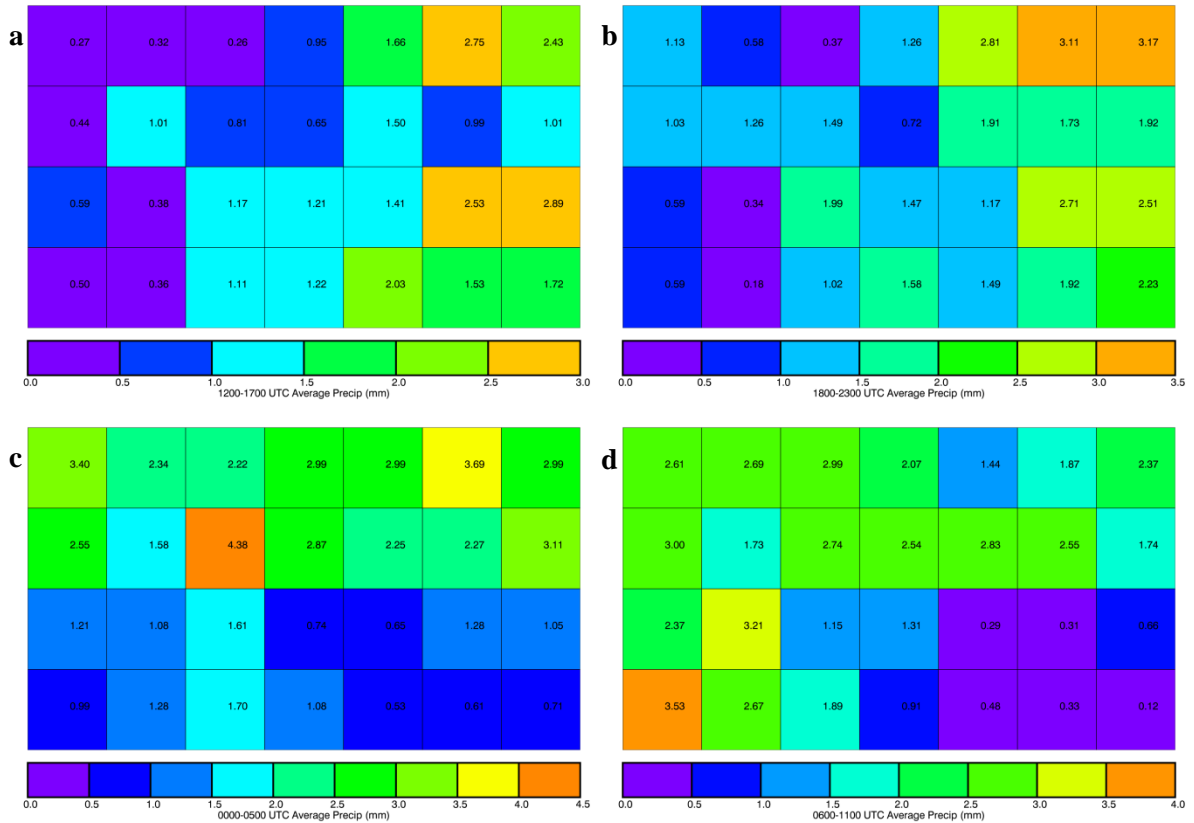 a
0.27 0.32 0.26 0.95 1.66 2.75 2.43
0.44 1.01 0.81 0.65 1.50 0.99 1.01
0.59 0.38 1.17 1.21 1.41 2.53 2.89
0.50 0.36 1.11 1.22 2.03 1.53 1.72
0.0 0.5 1.0 1.5 2.0 2.5 3.0
1200-1700 UTC Average Precip (mm)
b
1.13 0.58 0.37 1.26 2.81 3.11 3.17
1.03 1.26 1.49 0.72 1.91 1.73 1.92
0.59 0.34 1.99 1.47 1.17 2.71 2.51
0.59 0.18 1.02 1.58 1.49 1.92 2.23
0.0 0.5 1.0 1.5 2.0 2.5 3.0 3.5
1800-2300 UTC Average Precip (mm)
c
3.40 2.34 2.22 2.99 2.99 3.69 2.99
2.55 1.58 4.38 2.87 2.25 2.27 3.11
1.21 1.08 1.61 0.74 1.28 1.05
1.28 1.70 1.08 0.71
0.0 0.5 1.0 1.5 2.0 2.5 3.0 3.5 4.0 4.5
0000-0500 UTC Average Precip (mm)
d
2.61 2.69 2.99 2.07 1.44 1.87 2.37
3.00 1.73 2.74 2.54 2.83 2.55 1.74
2.37 3.21 1.15 1.31 0.29 0.31
3.53 2.67 1.89 0.91 0.48 0.33 0.12
0.0 0.5 1.0 1.5 2.0 2.5 3.0 3.5 4.0
0600-1100 UTC Average Precip (mm)